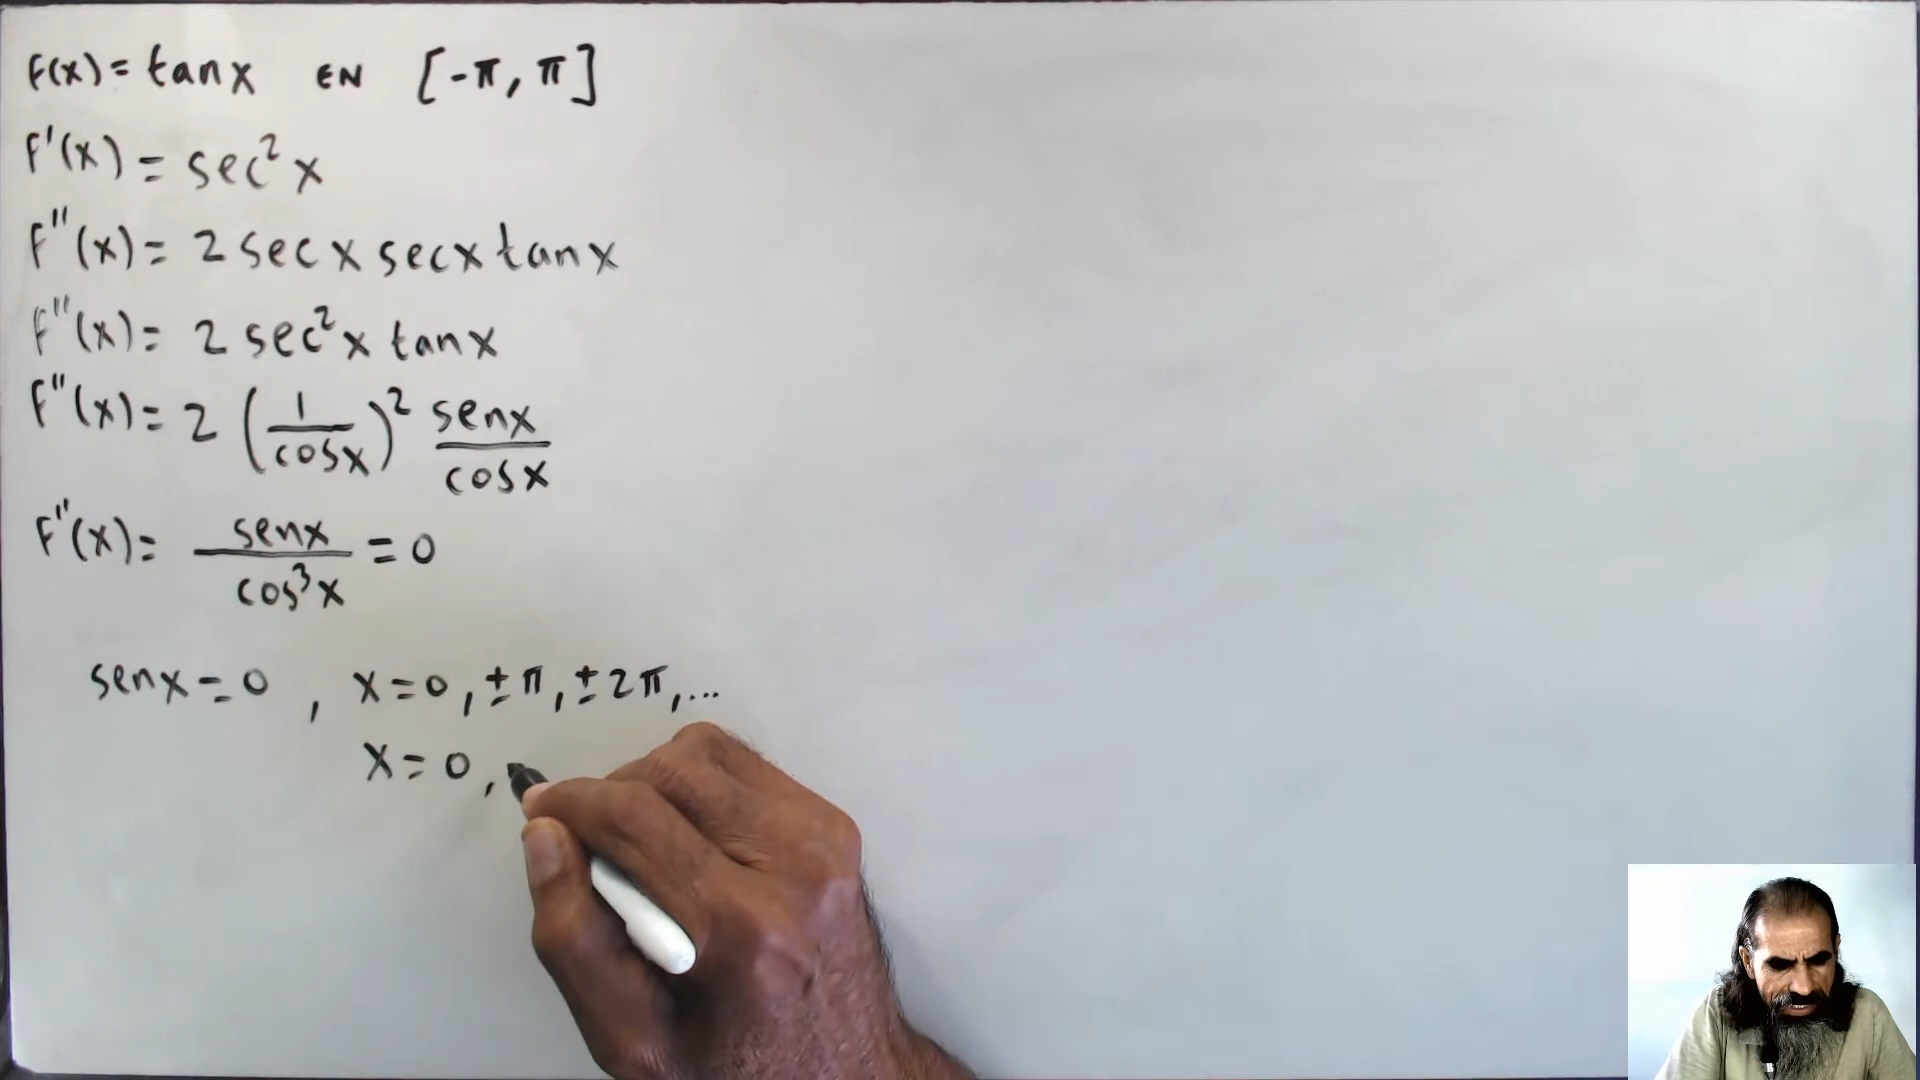 F(x) = tan x EN [-π, π]
F'(x) = sec² x
F''(x) = 2 sec x sec x tan x
F''(x) = 2 sec² x tan x
F''(x) = 2 (1/cos x)² sen x/cos x
F''(x) = sen x/cos³ x = 0
sen x = 0 , x = 0, ±π, ±2π, ...
x = 0 ,